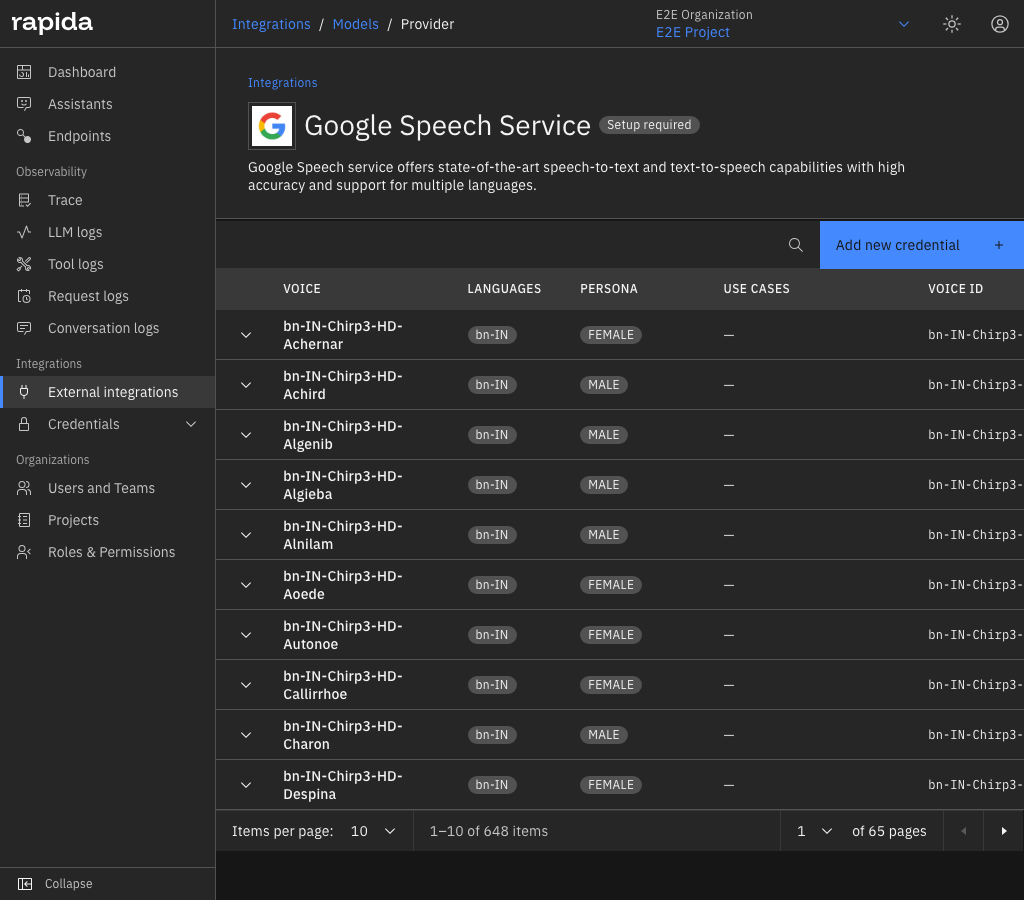 rapida
Integrations / Models / Provider
E2E Organization
E2E Project
Dashboard
Assistants
Endpoints
Observability
Trace
LLM logs
Tool logs
Request logs
Conversation logs
Integrations
External integrations
Credentials
Organizations
Users and Teams
Projects
Roles & Permissions
Collapse
Integrations
Google Speech Service Setup required
Google Speech service offers state-of-the-art speech-to-text and text-to-speech capabilities with high
accuracy and support for multiple languages.
Add new credential +
VOICE LANGUAGES PERSONA USE CASES VOICE ID
bn-IN-Chirp3-HD-
Achernar bn-IN FEMALE — bn-IN-Chirp3-
bn-IN-Chirp3-HD-
Achird bn-IN MALE — bn-IN-Chirp3-
bn-IN-Chirp3-HD-
Algenib bn-IN MALE — bn-IN-Chirp3-
bn-IN-Chirp3-HD-
Algieba bn-IN MALE — bn-IN-Chirp3-
bn-IN-Chirp3-HD-
Alnilam bn-IN MALE — bn-IN-Chirp3-
bn-IN-Chirp3-HD-
Aoede bn-IN FEMALE — bn-IN-Chirp3-
bn-IN-Chirp3-HD-
Autonoe bn-IN FEMALE — bn-IN-Chirp3-
bn-IN-Chirp3-HD-
Callirrhoe bn-IN FEMALE — bn-IN-Chirp3-
bn-IN-Chirp3-HD-
Charon bn-IN MALE — bn-IN-Chirp3-
bn-IN-Chirp3-HD-
Despina bn-IN FEMALE — bn-IN-Chirp3-
Items per page: 10 1–10 of 648 items 1 of 65 pages